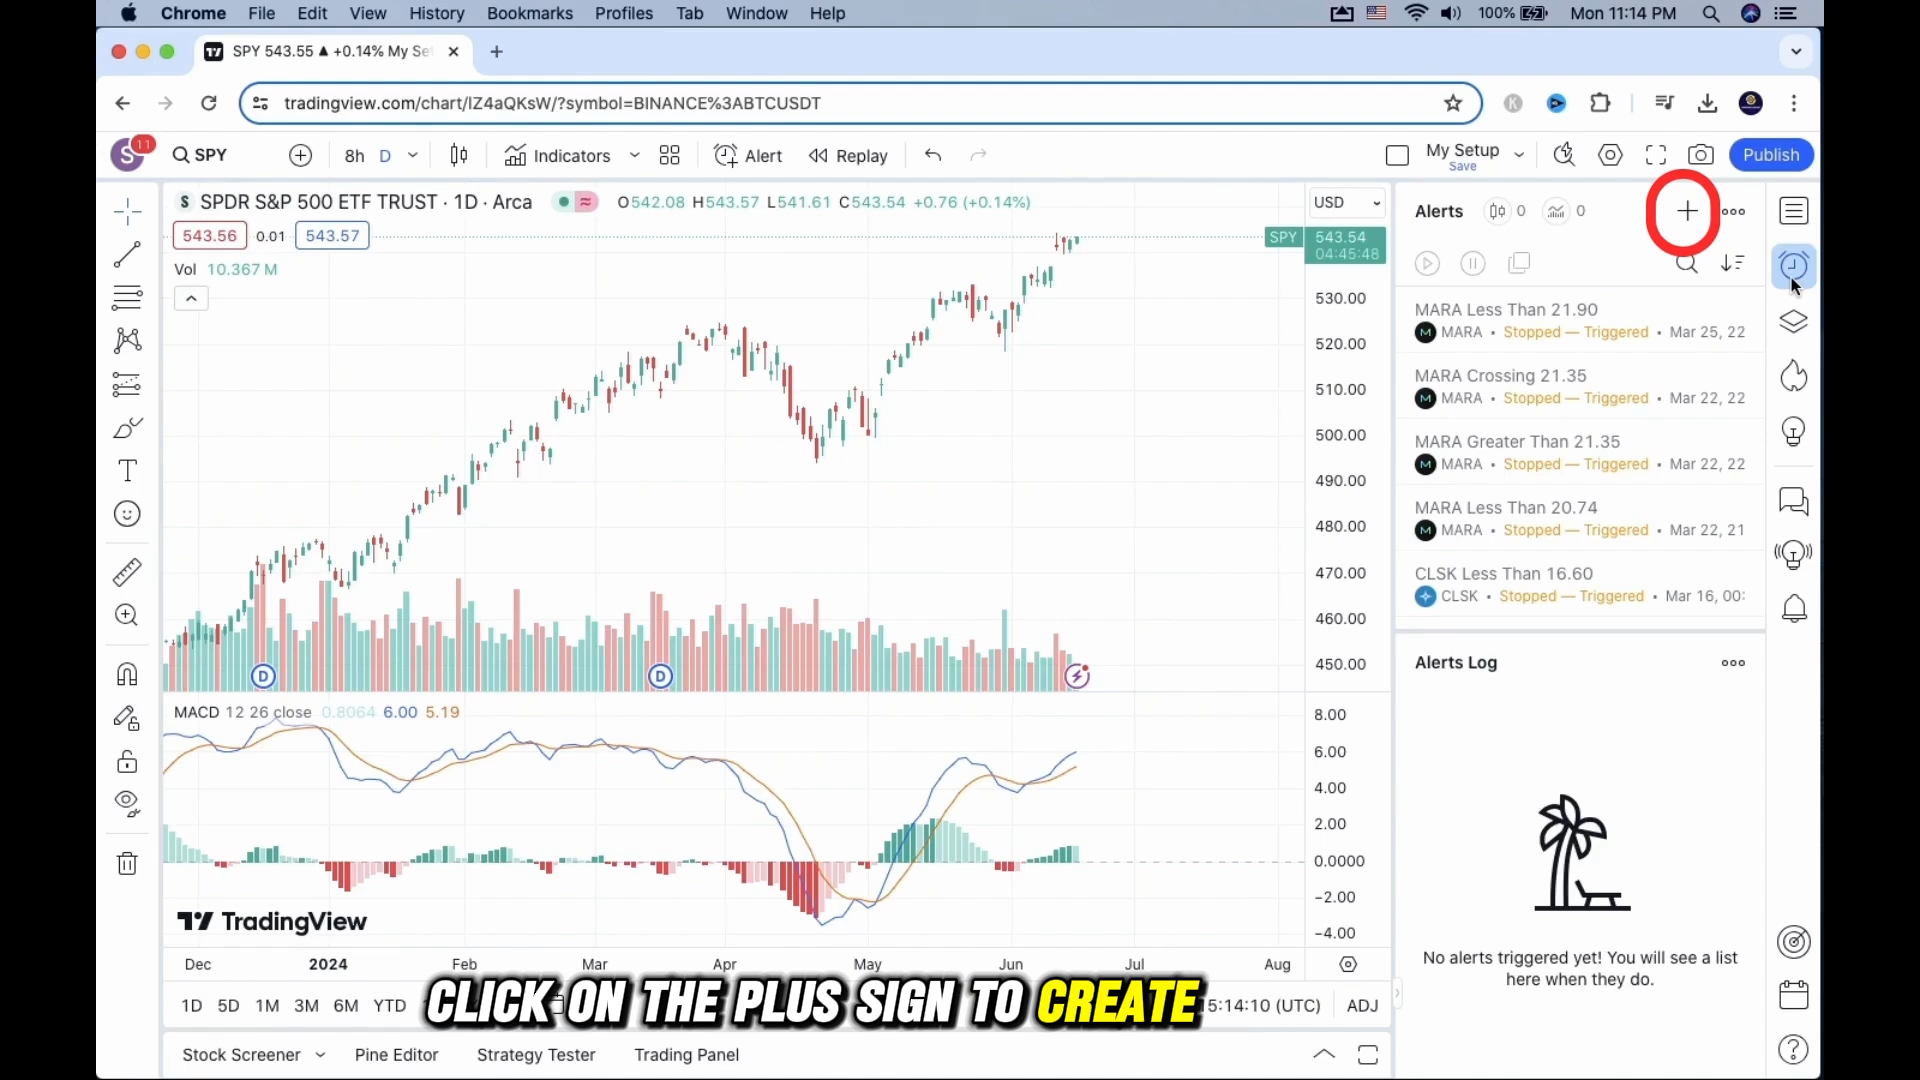 Chrome File Edit View History Bookmarks Profiles Tab Window Help 100% Mon 11:14 PM
SPY 543.55 ▲ +0.14% My Se
tradingview.com/chart/IZ4aQKsW/?symbol=BINANCE%3ABTCUSDT
S 11 SPY 8h D Indicators Alert Replay My Setup Save Publish
S SPDR S&P 500 ETF TRUST · 1D · Arca O542.08 H543.57 L541.61 C543.54 +0.76 (+0.14%)
USD
543.56 0.01 543.57
SPY 543.54
04:45:48
Vol 10.367 M
530.00
520.00
510.00
500.00
490.00
480.00
470.00
460.00
450.00
D D
MACD 12 26 close 0.8064 6.00 5.19
8.00
6.00
4.00
2.00
0.0000
−2.00
−4.00
TradingView
Dec 2024 Feb Mar Apr May Jun Jul Aug
1D 5D 1M 3M 6M YTD
5:14:10 (UTC) ADJ
CLICK ON THE PLUS SIGN TO CREATE
Stock Screener Pine Editor Strategy Tester Trading Panel
Alerts 0 0
MARA Less Than 21.90
MARA • Stopped — Triggered • Mar 25, 22
MARA Crossing 21.35
MARA • Stopped — Triggered • Mar 22, 22
MARA Greater Than 21.35
MARA • Stopped — Triggered • Mar 22, 22
MARA Less Than 20.74
MARA • Stopped — Triggered • Mar 22, 21
CLSK Less Than 16.60
CLSK • Stopped — Triggered • Mar 16, 00:
Alerts Log
No alerts triggered yet! You will see a list
here when they do.